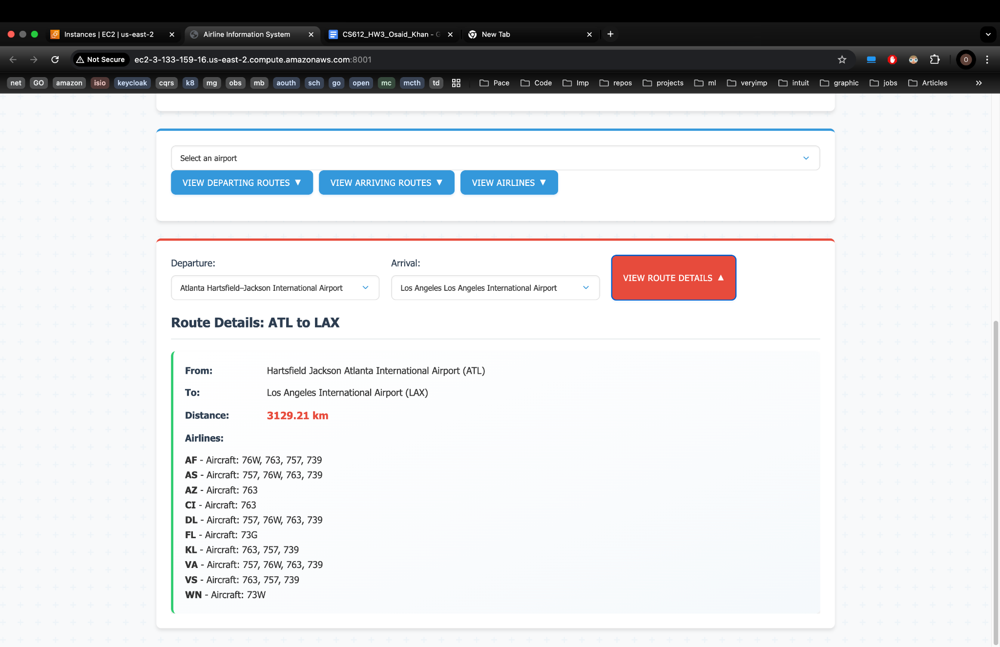 Instances | EC2 | us-east-2
Airline Information System
CS612_HW3_Osaid_Khan - G
New Tab
Not Secure
ec2-3-133-159-16.us-east-2.compute.amazonaws.com:8001
O
net GO amazon isio keycloak cqrs k8 mg obs mb aouth sch go open mc mcth td Pace Code Imp repos projects ml veryimp intuit graphic jobs Articles
Select an airport
VIEW DEPARTING ROUTES ▼ VIEW ARRIVING ROUTES ▼ VIEW AIRLINES ▼
Departure: Arrival:
Atlanta Hartsfield–Jackson International Airport Los Angeles Los Angeles International Airport VIEW ROUTE DETAILS ▲
Route Details: ATL to LAX
From: Hartsfield Jackson Atlanta International Airport (ATL)
To: Los Angeles International Airport (LAX)
Distance: 3129.21 km
Airlines:
AF - Aircraft: 76W, 763, 757, 739
AS - Aircraft: 757, 76W, 763, 739
AZ - Aircraft: 763
CI - Aircraft: 763
DL - Aircraft: 757, 76W, 763, 739
FL - Aircraft: 73G
KL - Aircraft: 763, 757, 739
VA - Aircraft: 757, 76W, 763, 739
VS - Aircraft: 763, 757, 739
WN - Aircraft: 73W